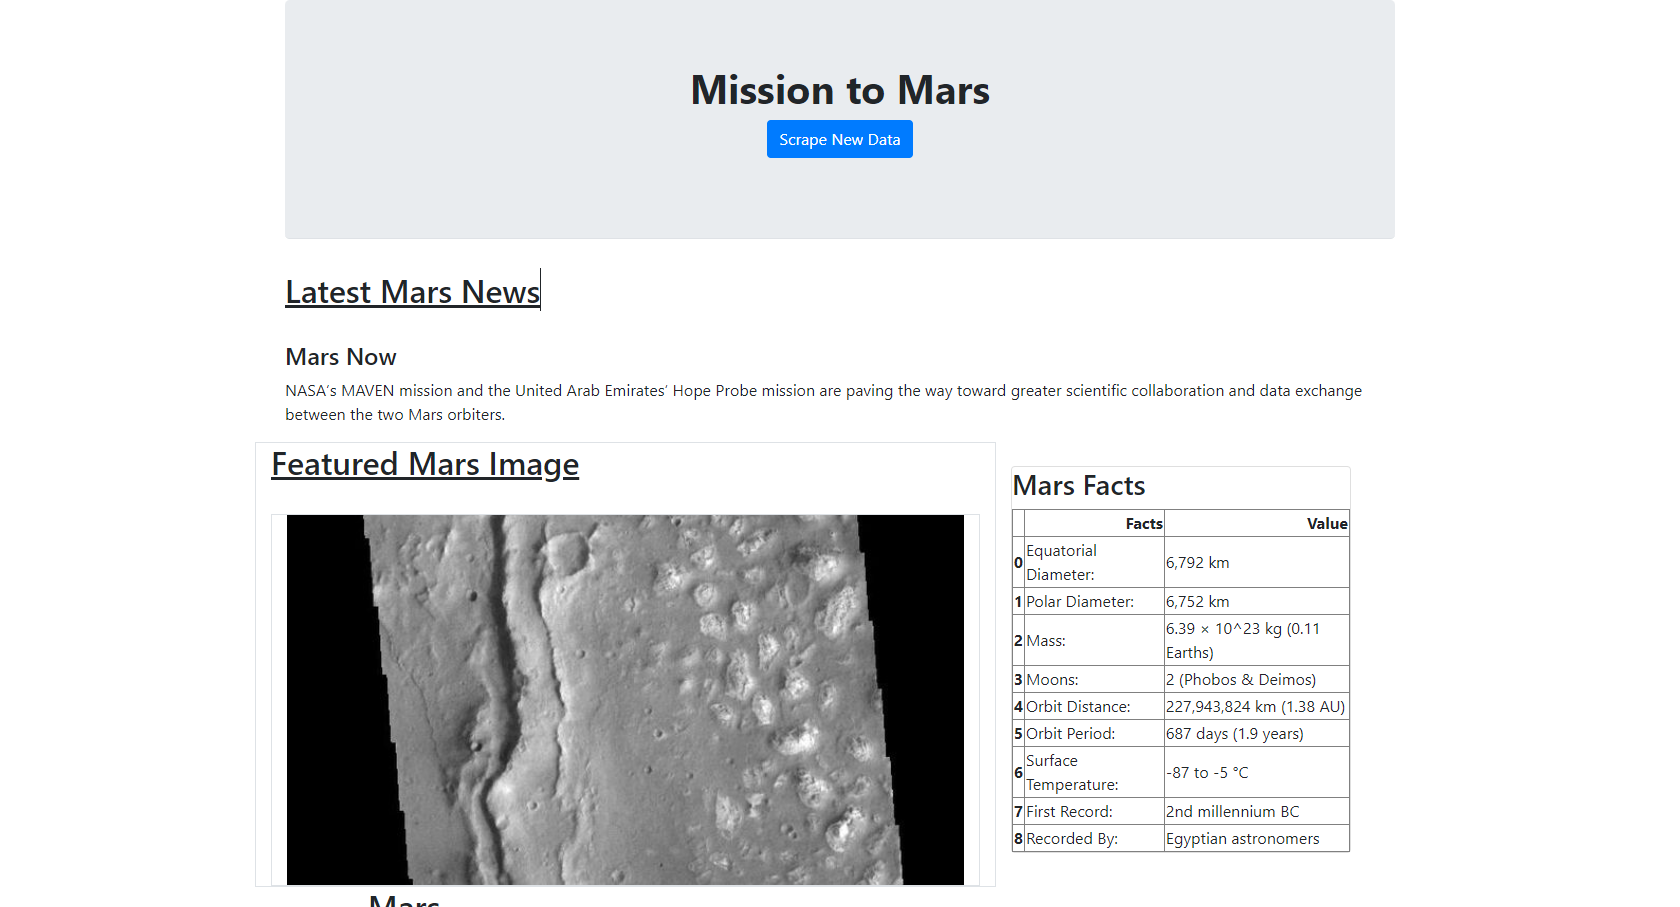 Mission to Mars
Scrape New Data
Latest Mars News
Mars Now
NASA’s MAVEN mission and the United Arab Emirates’ Hope Probe mission are paving the way toward greater scientific collaboration and data exchange
between the two Mars orbiters.
Featured Mars Image
Mars Facts
Facts Value
0 Equatorial Diameter: 6,792 km
1 Polar Diameter: 6,752 km
2 Mass: 6.39 × 10^23 kg (0.11 Earths)
3 Moons: 2 (Phobos & Deimos)
4 Orbit Distance: 227,943,824 km (1.38 AU)
5 Orbit Period: 687 days (1.9 years)
6 Surface Temperature: -87 to -5 °C
7 First Record: 2nd millennium BC
8 Recorded By: Egyptian astronomers
Mars